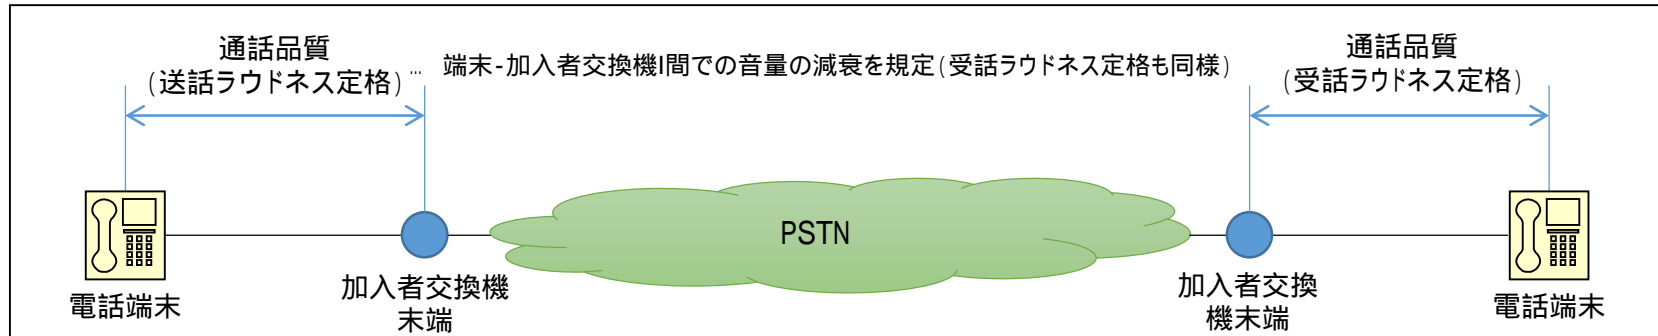 通話品質
(送話ラウドネス定格)
… 端末-加入者交換機I間での音量の減衰を規定(受話ラウドネス定格も同様)
通話品質
(受話ラウドネス定格)
PSTN
電話端末
加入者交換機
末端
加入者交換
機末端
電話端末